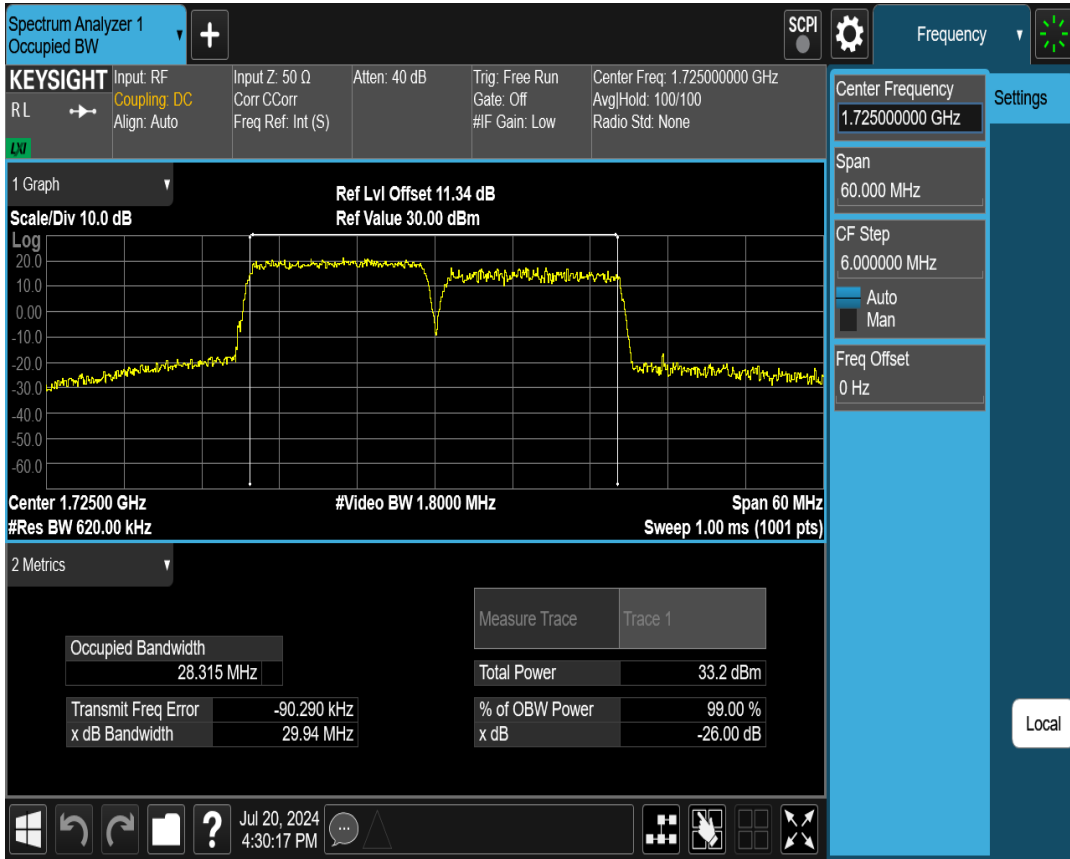 Spectrum Analyzer 1
Occupied BW
+
SCPI
Frequency
KEYSIGHT
R L
LXI
Input: RF
Coupling: DC
Align: Auto
Input Z: 50 Ω
Corr CCorr
Freq Ref: Int (S)
Atten: 40 dB
Trig: Free Run
Gate: Off
#IF Gain: Low
Center Freq: 1.725000000 GHz
Avg|Hold: 100/100
Radio Std: None
Center Frequency
1.725000000 GHz
Settings
Span
60.000 MHz
CF Step
6.000000 MHz
Auto
Man
Freq Offset
0 Hz
Local
1 Graph
Scale/Div 10.0 dB
Ref Lvl Offset 11.34 dB
Ref Value 30.00 dBm
Log
20.0
10.0
0.00
-10.0
-20.0
-30.0
-40.0
-50.0
-60.0
Center 1.72500 GHz
#Video BW 1.8000 MHz
Span 60 MHz
#Res BW 620.00 kHz
Sweep 1.00 ms (1001 pts)
2 Metrics
Measure Trace Trace 1
Occupied Bandwidth
28.315 MHz
Total Power 33.2 dBm
Transmit Freq Error -90.290 kHz
% of OBW Power 99.00 %
x dB Bandwidth 29.94 MHz
x dB -26.00 dB
?
Jul 20, 2024
4:30:17 PM